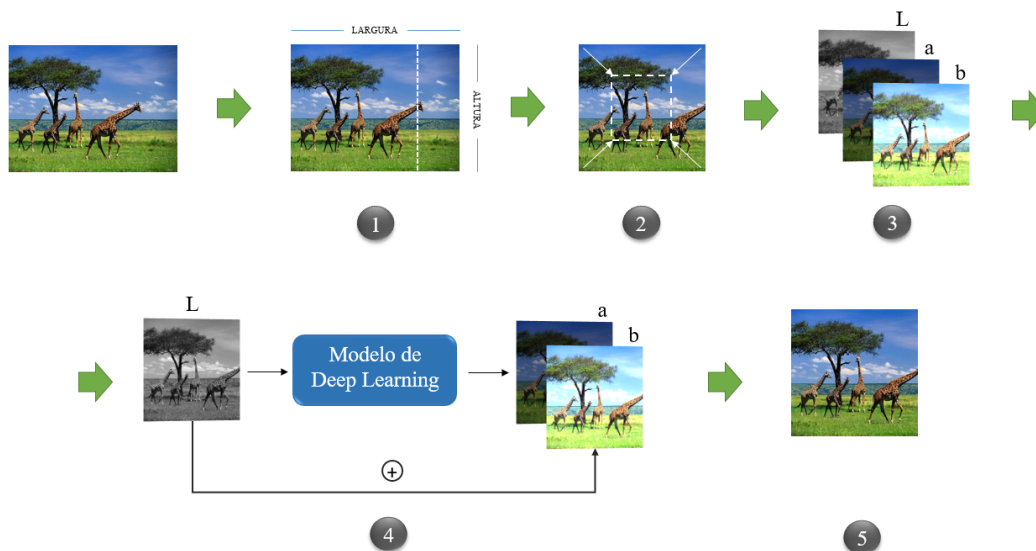 LARGURA
ALTURA
1
2
L
a
b
3
L
Modelo de
Deep Learning
a
b
+
4
5